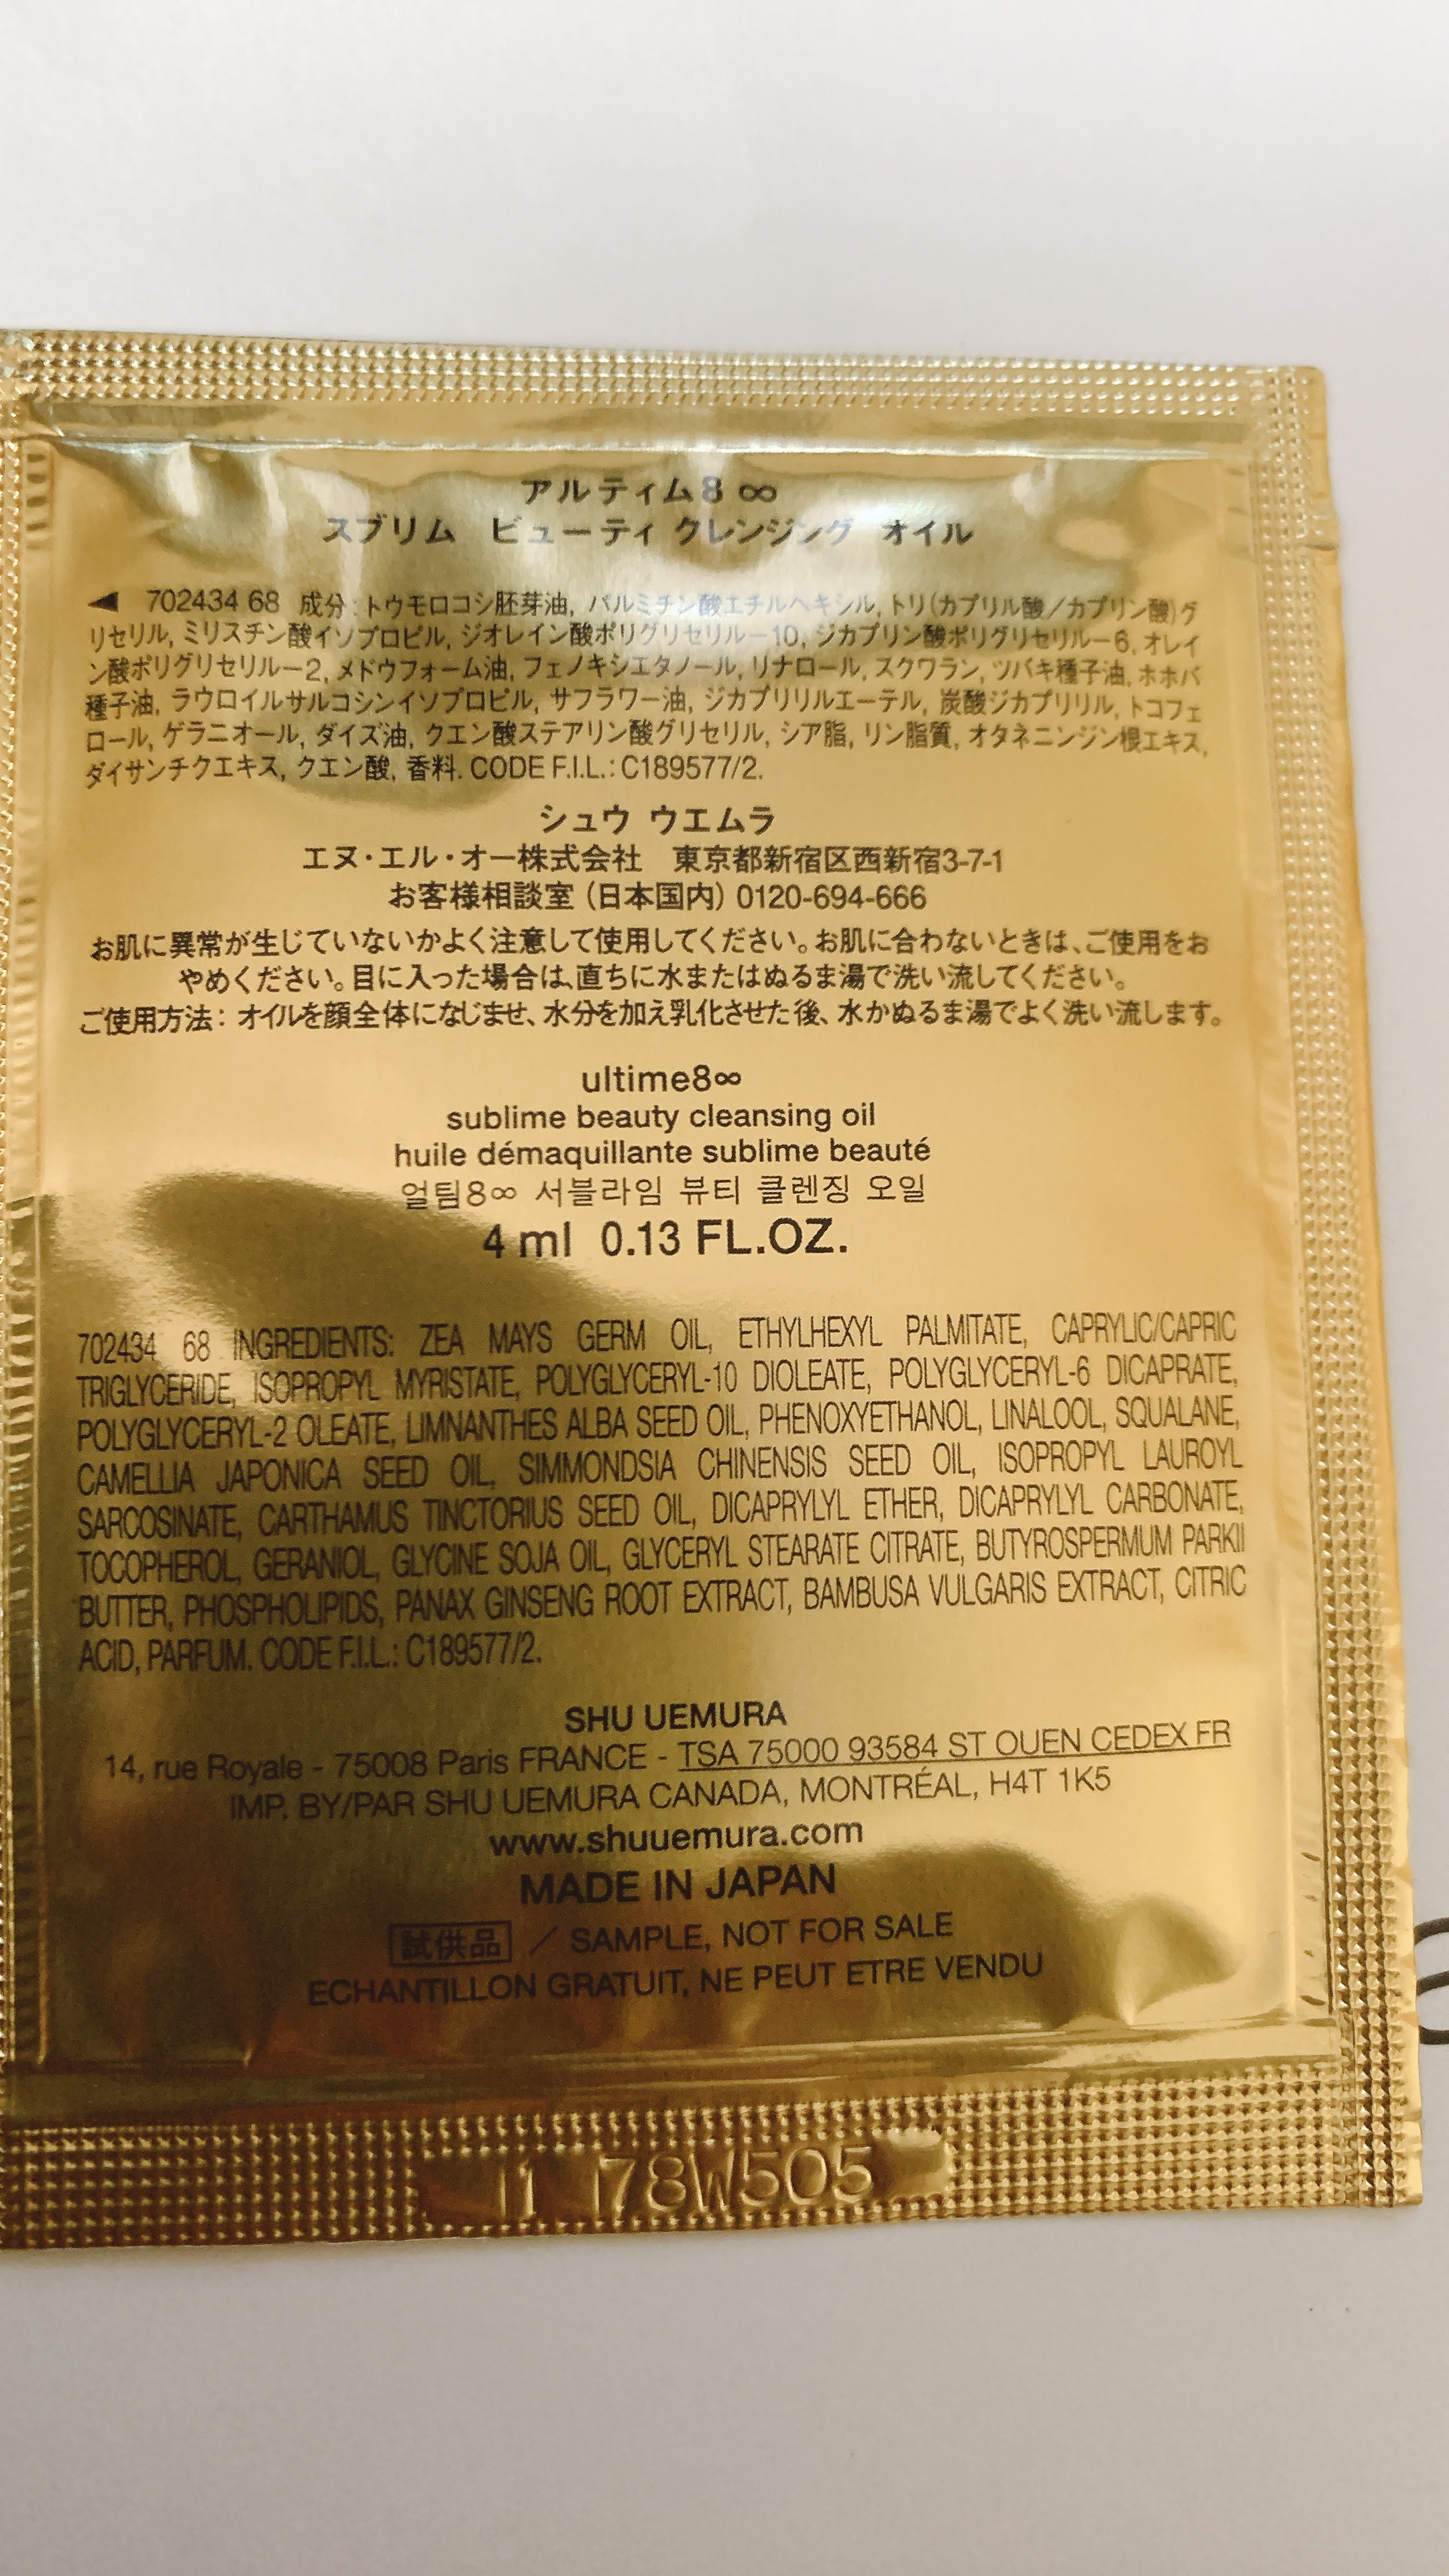 アルティム8 ∞
スブリム ビューティ クレンジング オイル
◀ 702434 68 成分:トウモロコシ胚芽油, パルミチン酸エチルヘキシル, トリ(カプリル酸/カプリン酸)グ
リセリル, ミリスチン酸イソプロピル, ジオレイン酸ポリグリセリル-10, ジカプリン酸ポリグリセリル-6, オレイ
ン酸ポリグリセリル-2, メドウフォーム油, フェノキシエタノール, リナロール, スクワラン, ツバキ種子油, ホホバ
種子油, ラウロイルサルコシンイソプロピル, サフラワー油, ジカプリリルエーテル, 炭酸ジカプリリル, トコフェ
ロール, ゲラニオール, ダイズ油, クエン酸ステアリン酸グリセリル, シア脂, リン脂質, オタネニンジン根エキス,
ダイサンチクエキス, クエン酸, 香料. CODE F.I.L.: C189577/2.
シュウ ウエムラ
エヌ・エル・オー株式会社 東京都新宿区西新宿3-7-1
お客様相談室 (日本国内) 0120-694-666
お肌に異常が生じていないかよく注意して使用してください。お肌に合わないときは、ご使用をお
やめください。目に入った場合は、直ちに水またはぬるま湯で洗い流してください。
ご使用方法: オイルを顔全体になじませ、水分を加え乳化させた後、水かぬるま湯でよく洗い流します。
ultime8∞
sublime beauty cleansing oil
huile démaquillante sublime beauté
얼팀8∞ 서블라임 뷰티 클렌징 오일
4 ml 0.13 FL.OZ.
702434 68 INGREDIENTS: ZEA MAYS GERM OIL, ETHYLHEXYL PALMITATE, CAPRYLIC/CAPRIC
TRIGLYCERIDE, ISOPROPYL MYRISTATE, POLYGLYCERYL-10 DIOLEATE, POLYGLYCERYL-6 DICAPRATE,
POLYGLYCERYL-2 OLEATE, LIMNANTHES ALBA SEED OIL, PHENOXYETHANOL, LINALOOL, SQUALANE,
CAMELLIA JAPONICA SEED OIL, SIMMONDSIA CHINENSIS SEED OIL, ISOPROPYL LAUROYL
SARCOSINATE, CARTHAMUS TINCTORIUS SEED OIL, DICAPRYLYL ETHER, DICAPRYLYL CARBONATE,
TOCOPHEROL, GERANIOL, GLYCINE SOJA OIL, GLYCERYL STEARATE CITRATE, BUTYROSPERMUM PARKII
BUTTER, PHOSPHOLIPIDS, PANAX GINSENG ROOT EXTRACT, BAMBUSA VULGARIS EXTRACT, CITRIC
ACID, PARFUM. CODE F.I.L.: C189577/2.
SHU UEMURA
14, rue Royale - 75008 Paris FRANCE - TSA 75000 93584 ST OUEN CEDEX FR
IMP. BY/PAR SHU UEMURA CANADA, MONTRÉAL, H4T 1K5
www.shuuemura.com
MADE IN JAPAN
試供品 / SAMPLE, NOT FOR SALE
ECHANTILLON GRATUIT, NE PEUT ETRE VENDU
11 178W505